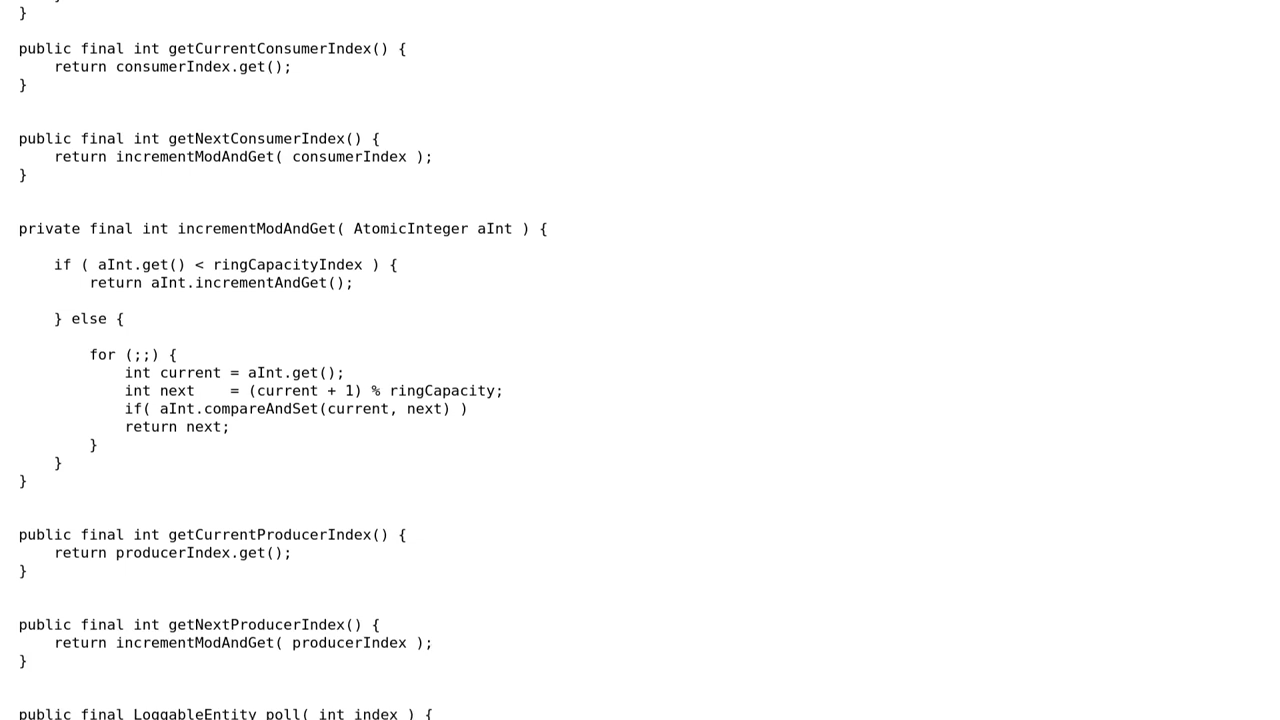 }
public final int getCurrentConsumerIndex() {
    return consumerIndex.get();
}
public final int getNextConsumerIndex() {
    return incrementModAndGet( consumerIndex );
}
private final int incrementModAndGet( AtomicInteger aInt ) {
    if ( aInt.get() < ringCapacityIndex ) {
        return aInt.incrementAndGet();
    } else {
        for (;;) {
            int current = aInt.get();
            int next    = (current + 1) % ringCapacity;
            if( aInt.compareAndSet(current, next) )
            return next;
        }
    }
}
public final int getCurrentProducerIndex() {
    return producerIndex.get();
}
public final int getNextProducerIndex() {
    return incrementModAndGet( producerIndex );
}
public final LoggableEntity poll( int index ) {